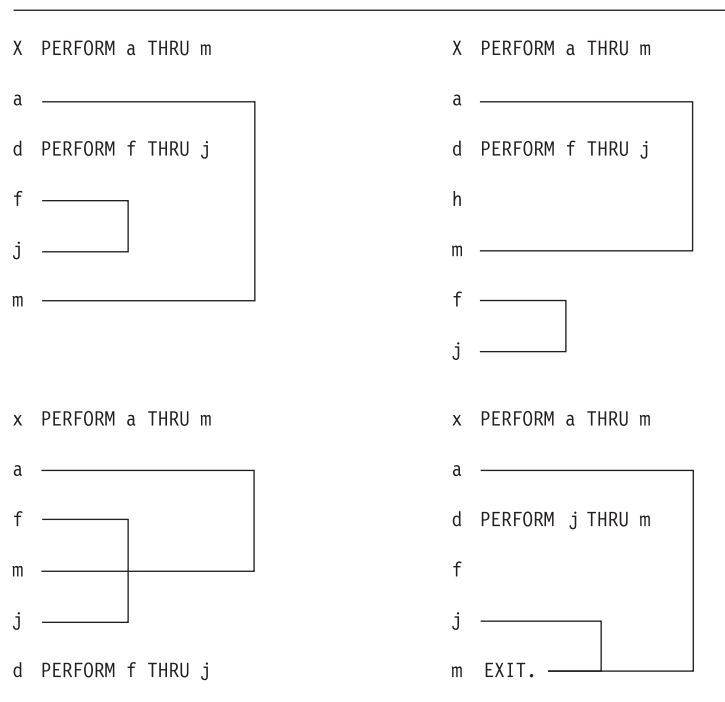 X PERFORM a THRU m
a
d PERFORM f THRU j
f
j
m
X PERFORM a THRU m
a
d PERFORM f THRU j
h
m
f
j
x PERFORM a THRU m
a
f
m
j
d PERFORM f THRU j
x PERFORM a THRU m
a
d PERFORM j THRU m
f
j
m EXIT.